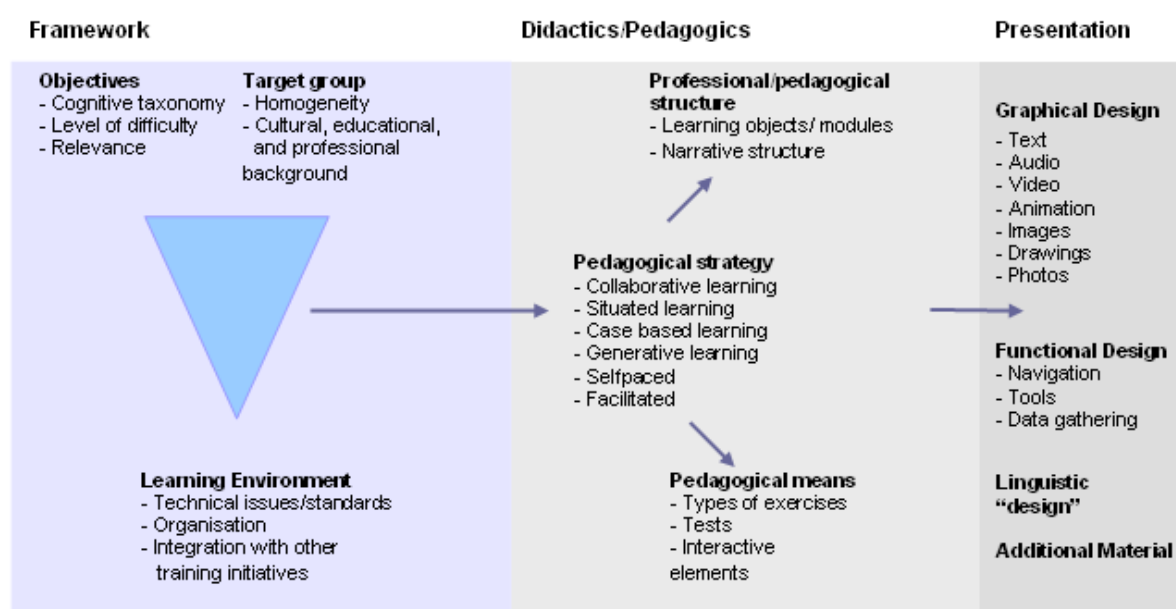 Framework
Didactics/Pedagogics
Presentation
Objectives
- Cognitive taxonomy
- Level of difficulty
- Relevance
Target group
- Homogeneity
- Cultural, educational,
and professional
background
Learning Environment
- Technical issues/standards
- Organisation
- Integration with other
training initiatives
Professional/pedagogical
structure
- Learning objects/ modules
- Narrative structure
Pedagogical strategy
- Collaborative learning
- Situated learning
- Case based learning
- Generative learning
- Selfpaced
- Facilitated
Pedagogical means
- Types of exercises
- Tests
- Interactive
elements
Graphical Design
- Text
- Audio
- Video
- Animation
- Images
- Drawings
- Photos
Functional Design
- Navigation
- Tools
- Data gathering
Linguistic
“design”
Additional Material